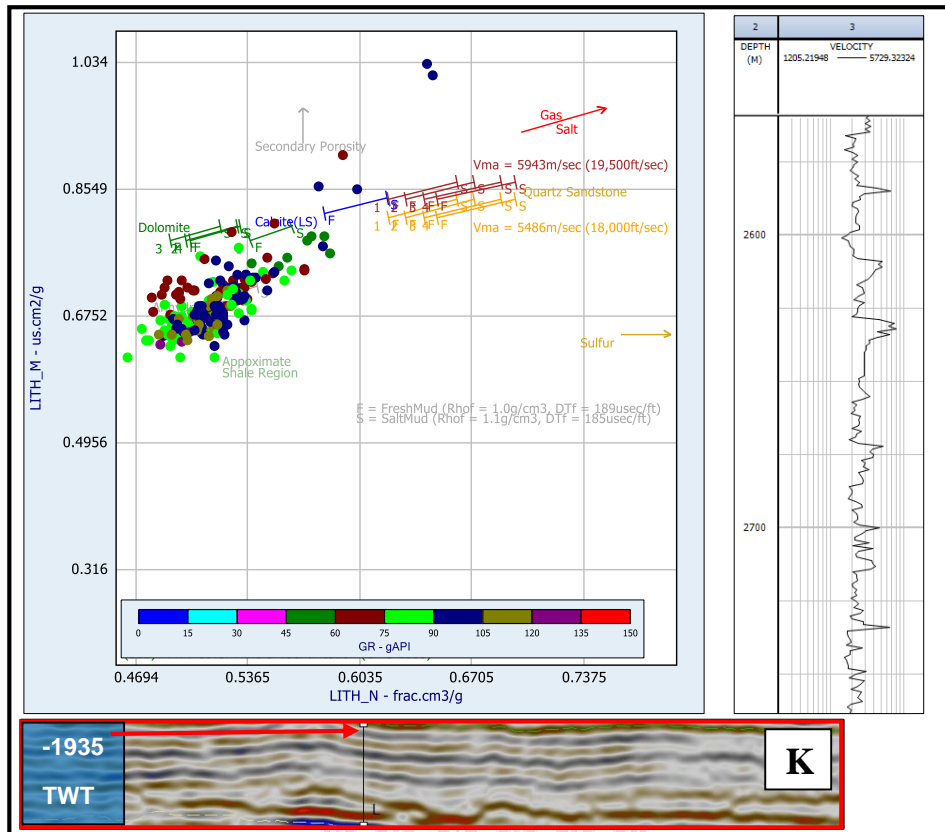 1.034
0.8549
0.6752
0.4956
0.316
LITH_M - us.cm2/g
Gas
Salt
Secondary Porosity
Vma = 5943m/sec (19,500ft/sec)
Quartz Sandstone
Vma = 5486m/sec (18,000ft/sec)
Calcite(LS)
Dolomite
Sulfur
Appoximate
Shale Region
F = FreshMud (Rhof = 1.0g/cm3, DTf = 189usec/ft)
S = SaltMud (Rhof = 1.1g/cm3, DTf = 185usec/ft)
0 15 30 45 60 75 90 105 120 135 150
GR - gAPI
0.4694 0.5365 0.6035 0.6705 0.7375
LITH_N - frac.cm3/g
2 3
DEPTH
(M)
VELOCITY
1205.21948 5729.32324
2600
2700
-1935
TWT
L
K